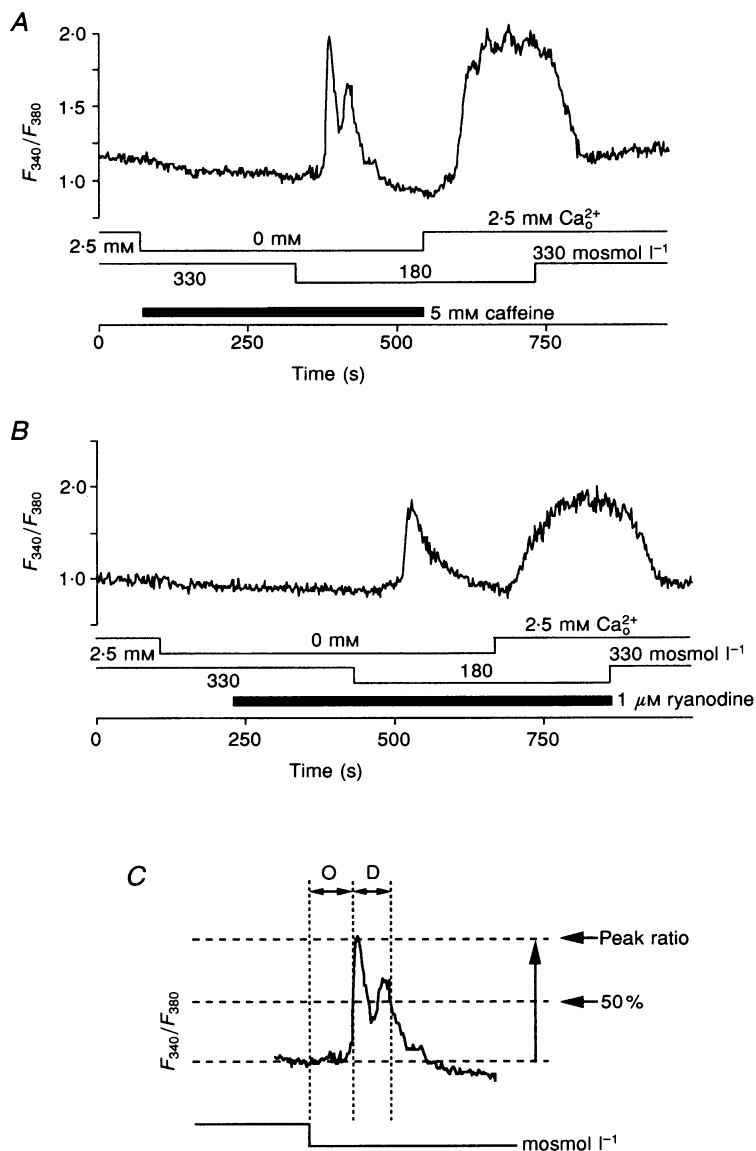 A
F340/F380
2·0
1·5
1·0
2·5 mM
0 mM
2·5 mM Ca²⁺ₒ
330
180
330 mosmol l⁻¹
5 mM caffeine
0
250
500
750
Time (s)
B
F340/F380
2·0
1·0
2·5 mM
0 mM
2·5 mM Ca²⁺ₒ
330
180
330 mosmol l⁻¹
1 μM ryanodine
0
250
500
750
Time (s)
C
O
D
Peak ratio
50 %
F340/F380
mosmol l⁻¹